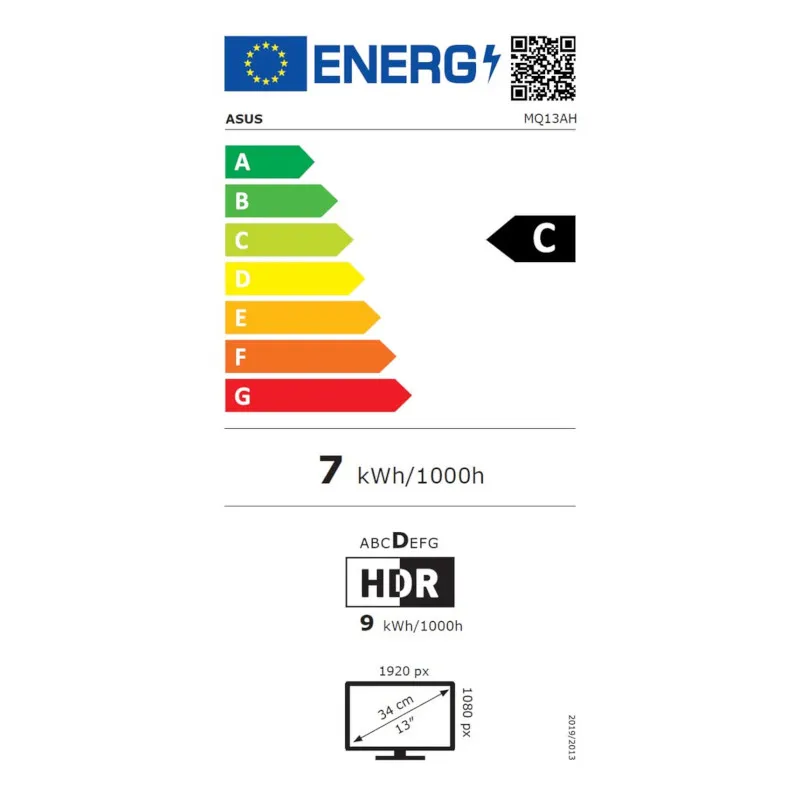 ENERG
ASUS MQ13AH
A
B
C
C
D
E
F
G
7 kWh/1000h
ABCDEFG
HDR
9 kWh/1000h
1920 px
1080 px
34 cm
13"
2019/2013